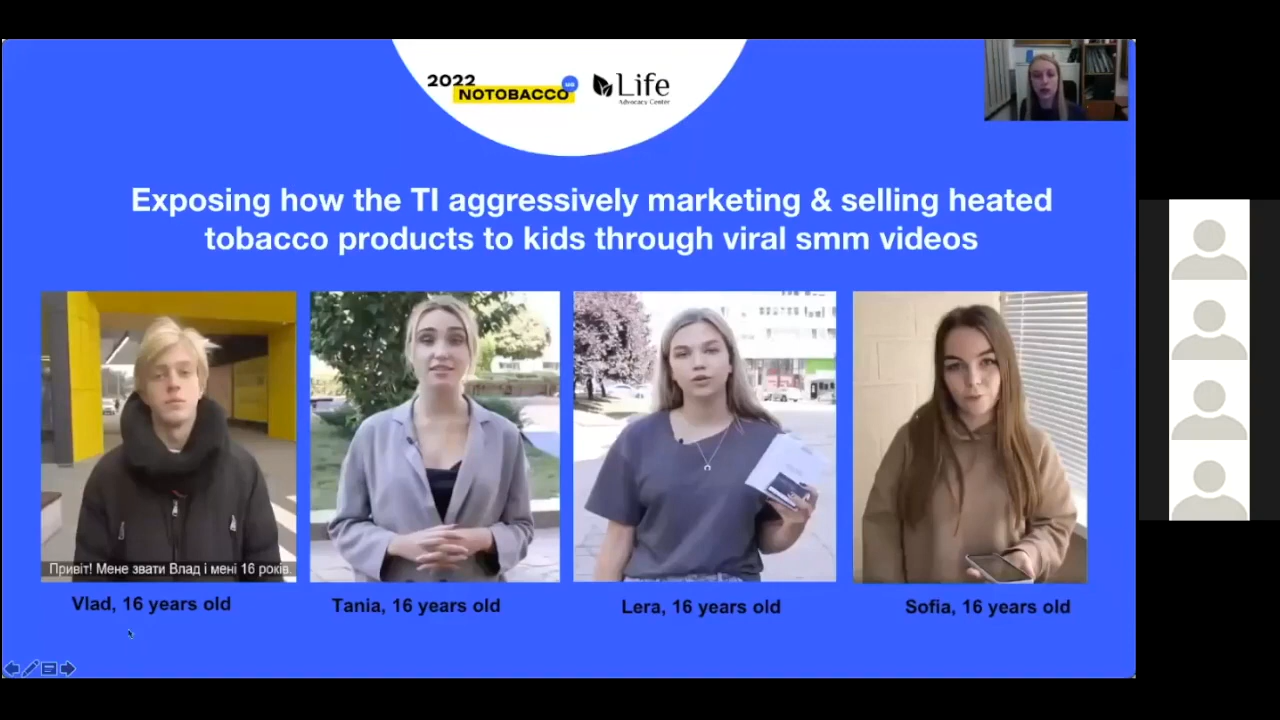 2022
NOTOBACCO UA
Life
Advocacy Center
Exposing how the TI aggressively marketing & selling heated
tobacco products to kids through viral smm videos
Привіт! Мене звати Влад і мені 16 років.
Vlad, 16 years old
Tania, 16 years old
Lera, 16 years old
Sofia, 16 years old